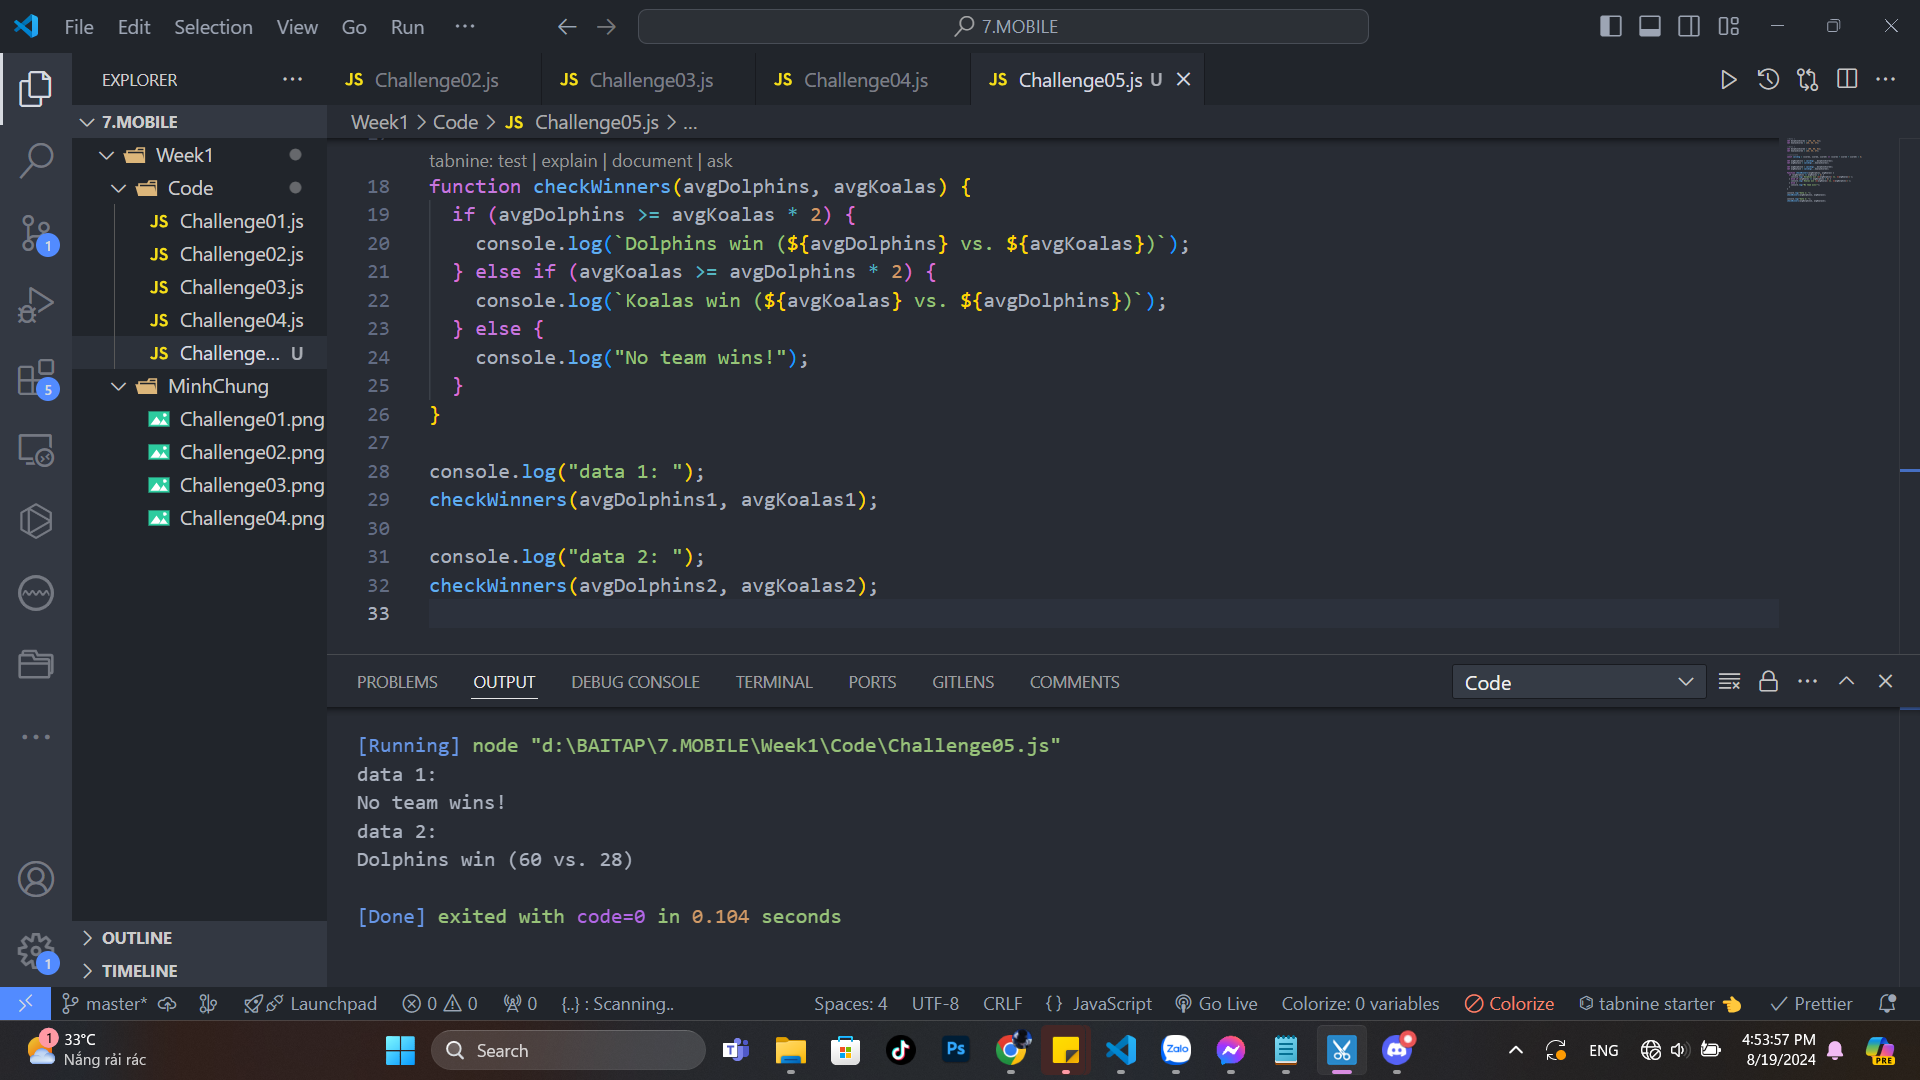 File Edit Selection View Go Run ··· 7.MOBILE
EXPLORER ···
JS Challenge02.js JS Challenge03.js JS Challenge04.js JS Challenge05.js U
7.MOBILE
Week1 > Code > JS Challenge05.js > ...
Week1
Code
JS Challenge01.js
JS Challenge02.js
JS Challenge03.js
JS Challenge04.js
JS Challenge... U
MinhChung
Challenge01.png
Challenge02.png
Challenge03.png
Challenge04.png
OUTLINE
TIMELINE
1
5
1
tabnine: test | explain | document | ask
18 function checkWinners(avgDolphins, avgKoalas) {
19 if (avgDolphins >= avgKoalas * 2) {
20 console.log(`Dolphins win (${avgDolphins} vs. ${avgKoalas})`);
21 } else if (avgKoalas >= avgDolphins * 2) {
22 console.log(`Koalas win (${avgKoalas} vs. ${avgDolphins})`);
23 } else {
24 console.log("No team wins!");
25 }
26 }
27
28 console.log("data 1: ");
29 checkWinners(avgDolphins1, avgKoalas1);
30
31 console.log("data 2: ");
32 checkWinners(avgDolphins2, avgKoalas2);
33
PROBLEMS OUTPUT DEBUG CONSOLE TERMINAL PORTS GITLENS COMMENTS Code
[Running] node "d:\BAITAP\7.MOBILE\Week1\Code\Challenge05.js"
data 1:
No team wins!
data 2:
Dolphins win (60 vs. 28)
[Done] exited with code=0 in 0.104 seconds
master* Launchpad 0 0 0 {..} : Scanning.. Spaces: 4 UTF-8 CRLF {} JavaScript Go Live Colorize: 0 variables Colorize tabnine starter Prettier
1 33°C
Nắng rải rác
Search
Ps
Zalo
ENG
4:53:57 PM
8/19/2024
PRE